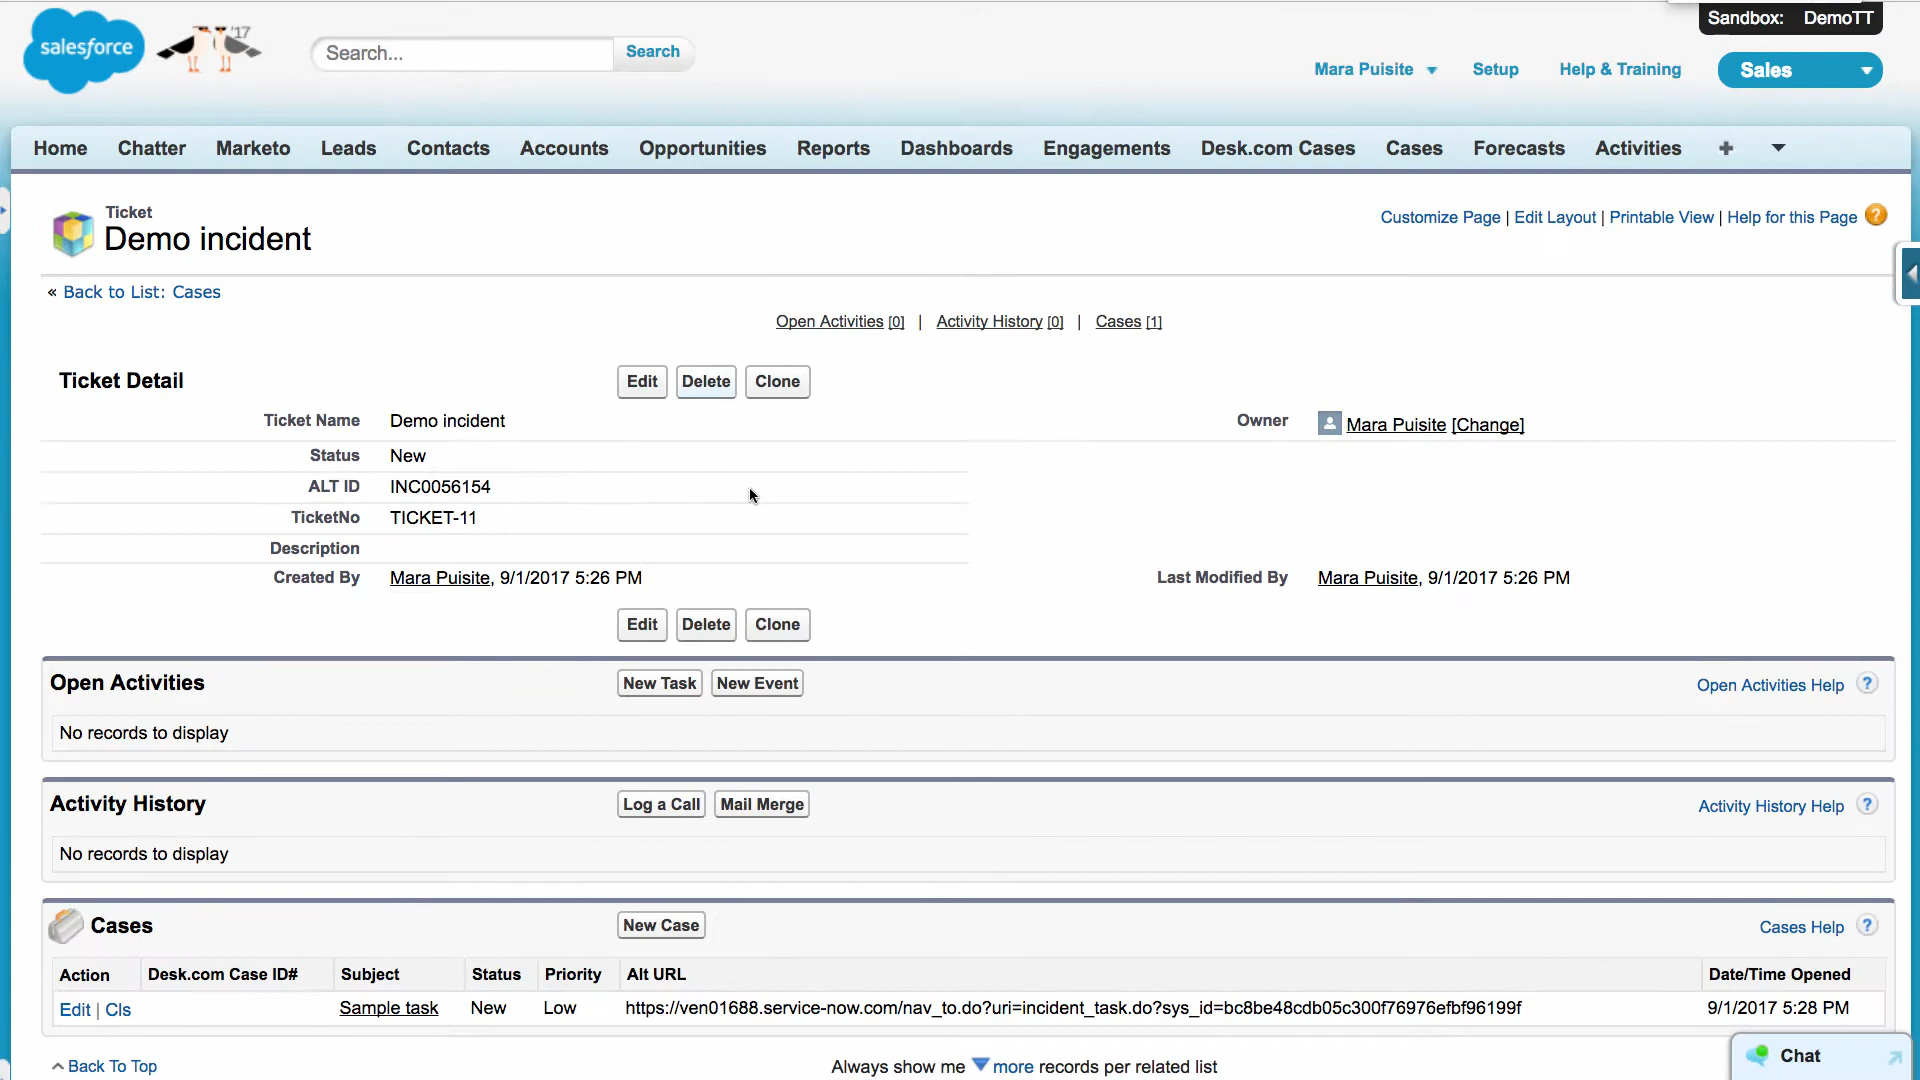 Sandbox: DemoTT
salesforce
'17
Search...
Search
Mara Puisite
Setup
Help & Training
Sales
Home Chatter Marketo Leads Contacts Accounts Opportunities Reports Dashboards Engagements Desk.com Cases Cases Forecasts Activities +
Ticket
Demo incident
Customize Page | Edit Layout | Printable View | Help for this Page ?
« Back to List: Cases
Open Activities [0] | Activity History [0] | Cases [1]
Ticket Detail
Edit Delete Clone
Ticket Name Demo incident
Owner Mara Puisite [Change]
Status New
ALT ID INC0056154
TicketNo TICKET-11
Description
Created By Mara Puisite, 9/1/2017 5:26 PM
Last Modified By Mara Puisite, 9/1/2017 5:26 PM
Edit Delete Clone
Open Activities
New Task New Event
Open Activities Help ?
No records to display
Activity History
Log a Call Mail Merge
Activity History Help ?
No records to display
Cases
New Case
Cases Help ?
Action Desk.com Case ID# Subject Status Priority Alt URL Date/Time Opened
Edit | Cls Sample task New Low https://ven01688.service-now.com/nav_to.do?uri=incident_task.do?sys_id=bc8be48cdb05c300f76976efbf96199f 9/1/2017 5:28 PM
Back To Top
Always show me more records per related list
Chat